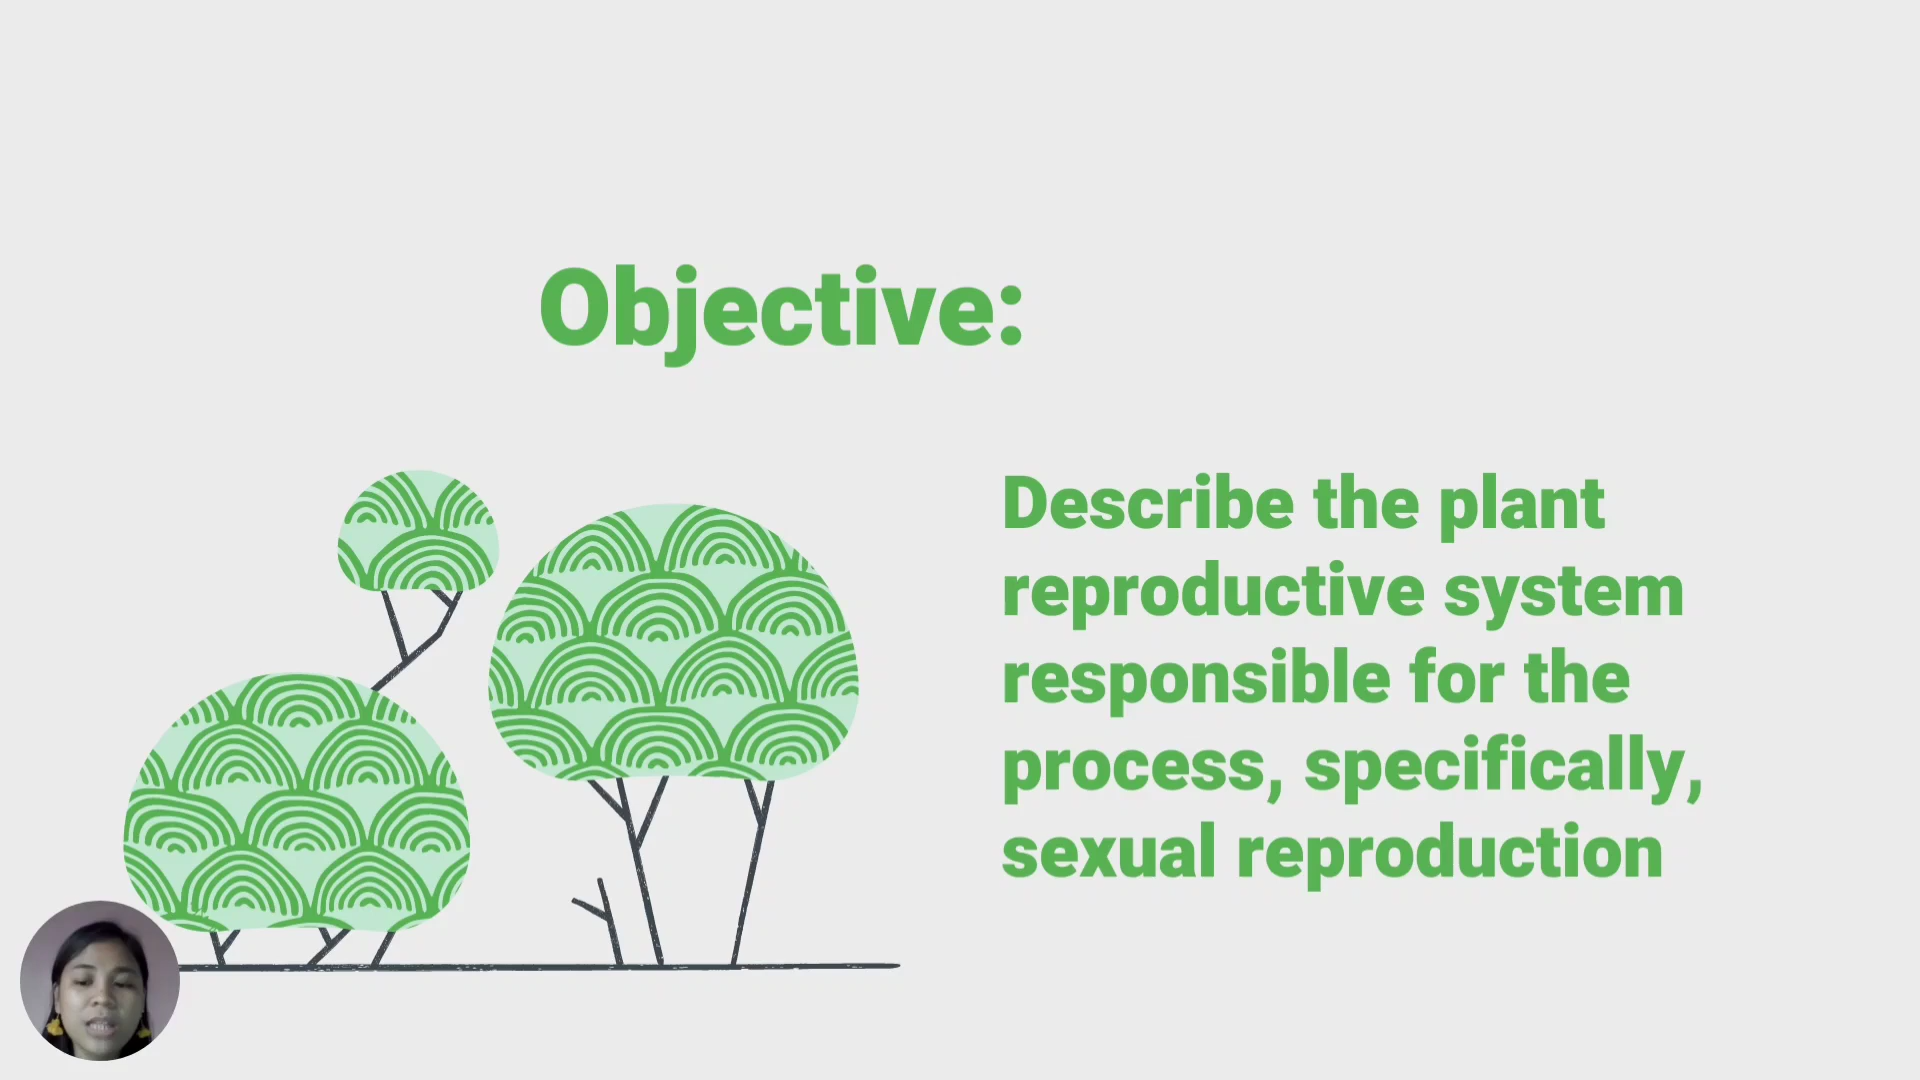 Objective:
Describe the plant
reproductive system
responsible for the
process, specifically,
sexual reproduction